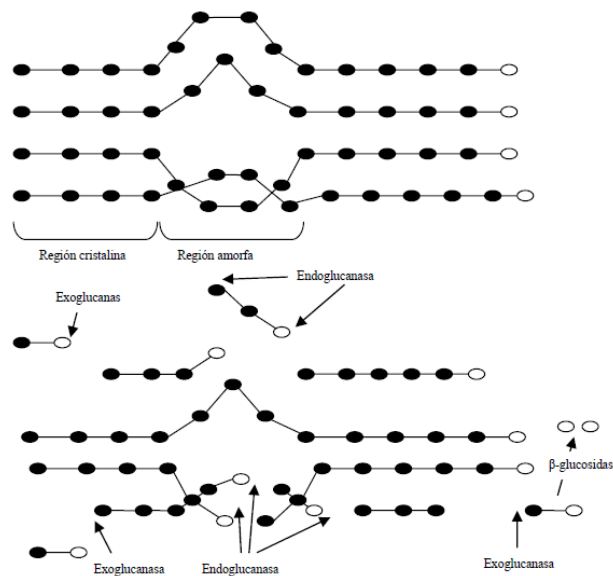 Región cristalina
Región amorfa
Endoglucanasa
Exoglucanas
β-glucosidas
Exoglucanasa
Endoglucanasa
Exoglucanasa